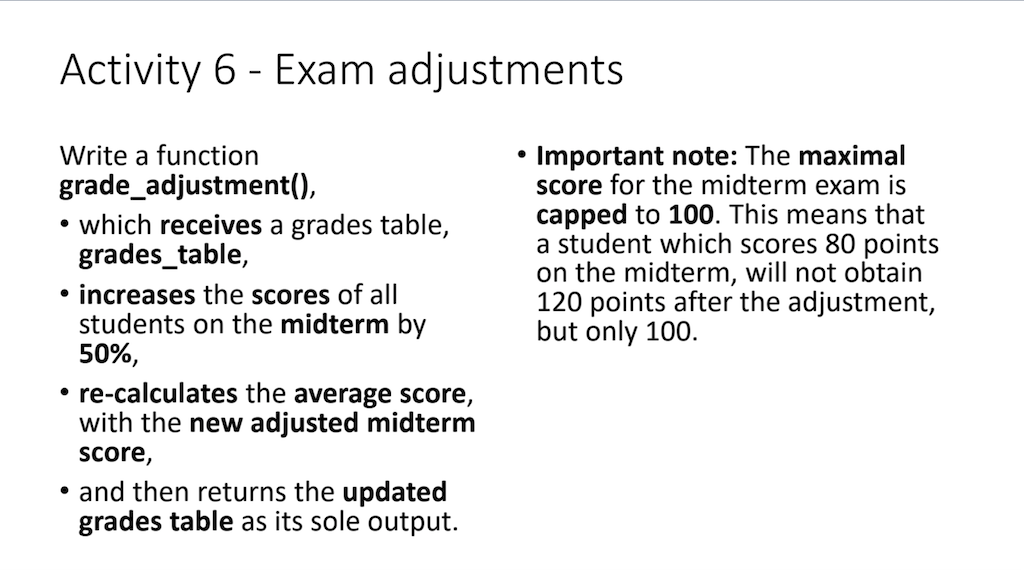 Activity 6 - Exam adjustments
Write a function
grade_adjustment(),
• which receives a grades table,
grades_table,
• increases the scores of all
students on the midterm by
50%,
• re-calculates the average score,
with the new adjusted midterm
score,
• and then returns the updated
grades table as its sole output.
• Important note: The maximal
score for the midterm exam is
capped to 100. This means that
a student which scores 80 points
on the midterm, will not obtain
120 points after the adjustment,
but only 100.